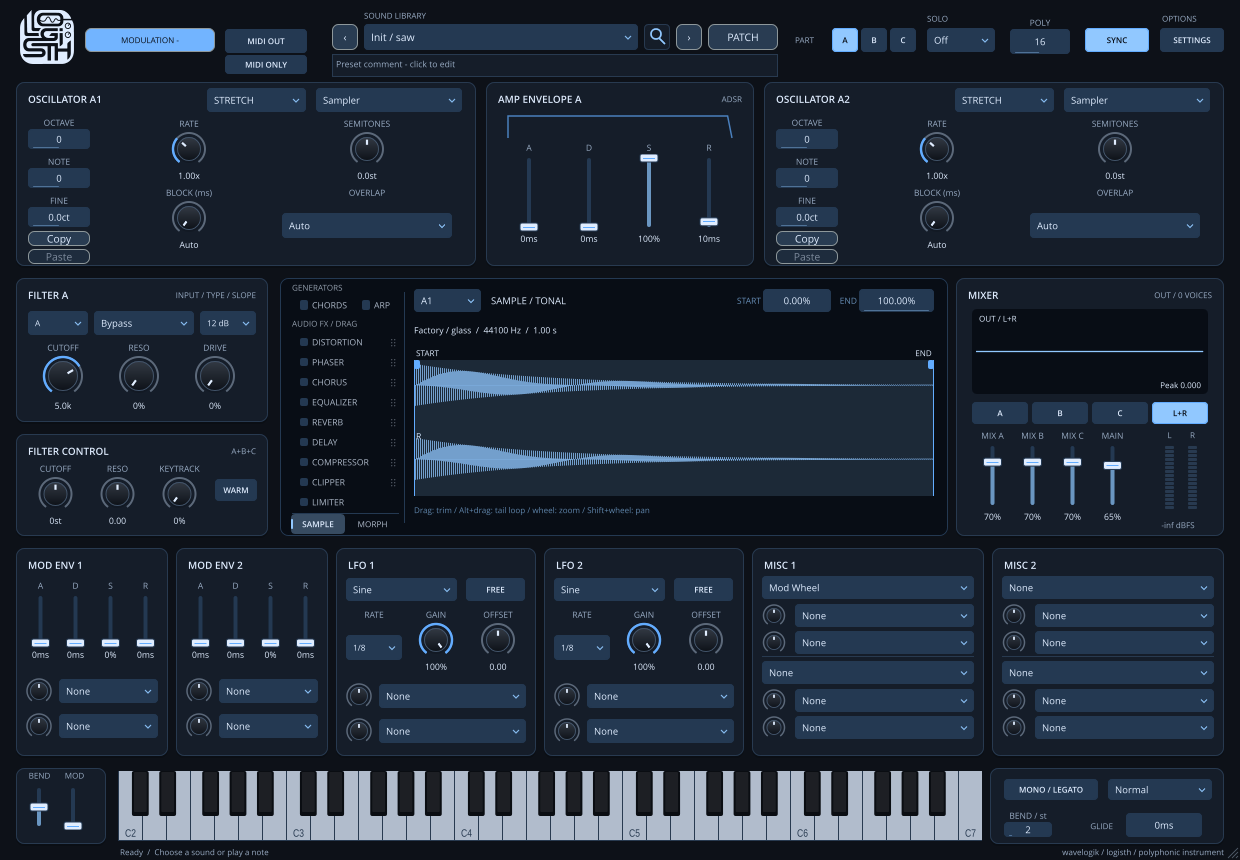 LOGISTH
MODULATION -
MIDI OUT
MIDI ONLY
SOUND LIBRARY
‹
Init / saw
›
PATCH
Preset comment - click to edit
PART
A
B
C
SOLO
Off
POLY
16
SYNC
OPTIONS
SETTINGS
OSCILLATOR A1
STRETCH
Sampler
OCTAVE
0
NOTE
0
FINE
0.0ct
Copy
Paste
RATE
1.00x
BLOCK (ms)
Auto
SEMITONES
0.0st
OVERLAP
Auto
AMP ENVELOPE A
ADSR
A D S R
0ms 0ms 100% 10ms
OSCILLATOR A2
STRETCH
Sampler
OCTAVE
0
NOTE
0
FINE
0.0ct
Copy
Paste
RATE
1.00x
BLOCK (ms)
Auto
SEMITONES
0.0st
OVERLAP
Auto
FILTER A
INPUT / TYPE / SLOPE
A
Bypass
12 dB
CUTOFF RESO DRIVE
5.0k 0% 0%
FILTER CONTROL
A+B+C
CUTOFF RESO KEYTRACK
WARM
0st 0.00 0%
GENERATORS
CHORDS ARP
AUDIO FX / DRAG
DISTORTION
PHASER
CHORUS
EQUALIZER
REVERB
DELAY
COMPRESSOR
CLIPPER
LIMITER
SAMPLE MORPH
A1
SAMPLE / TONAL
START 0.00%
END 100.00%
Factory / glass / 44100 Hz / 1.00 s
START
END
R
Drag: trim / Alt+drag: tail loop / wheel: zoom / Shift+wheel: pan
MIXER
OUT / 0 VOICES
OUT / L+R
Peak 0.000
A B C L+R
MIX A MIX B MIX C MAIN L R
70% 70% 70% 65%
-inf dBFS
MOD ENV 1
A D S R
0ms 0ms 0% 0ms
None
None
MOD ENV 2
A D S R
0ms 0ms 0% 0ms
None
None
LFO 1
Sine
FREE
RATE GAIN OFFSET
1/8
100% 0.00
None
None
LFO 2
Sine
FREE
RATE GAIN OFFSET
1/8
100% 0.00
None
None
MISC 1
Mod Wheel
None
None
None
None
None
MISC 2
None
None
None
None
None
None
BEND MOD
C2 C3 C4 C5 C6 C7
MONO / LEGATO
Normal
BEND / st
2
GLIDE
0ms
Ready / Choose a sound or play a note
wavelogik / logisth / polyphonic instrument